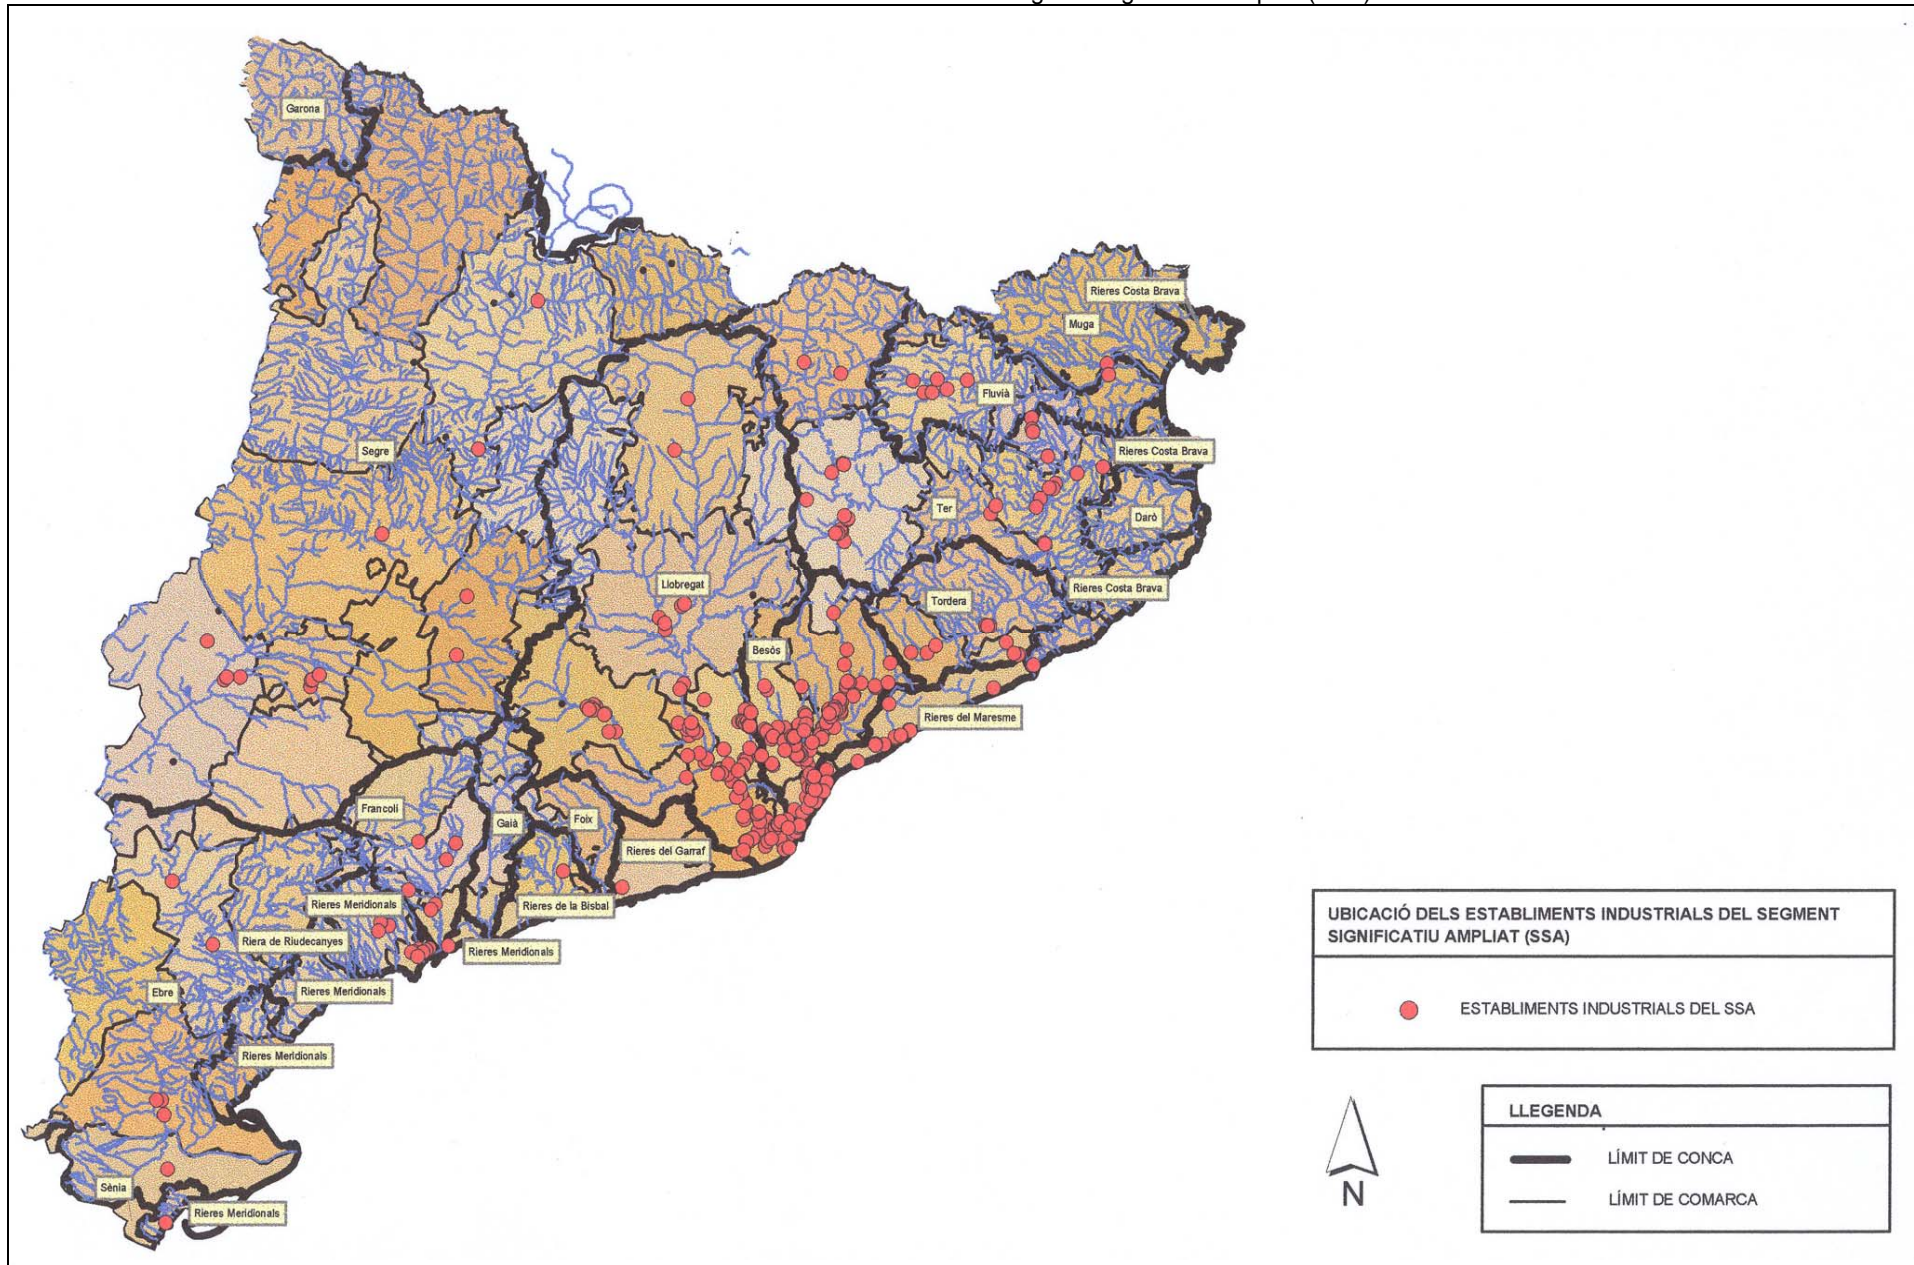 Garona
Rieres Costa Brava
Muga
Fluvià
Segre
Rieres Costa Brava
Ter
Daró
Llobregat
Rieres Costa Brava
Tordera
Besòs
Rieres del Maresme
Francolí
Gaià
Foix
Rieres del Garraf
Rieres Meridionals
Rieres de la Bisbal
Riera de Riudecanyes
Rieres Meridionals
Ebre
Rieres Meridionals
Rieres Meridionals
Sènia
Rieres Meridionals
UBICACIÓ DELS ESTABLIMENTS INDUSTRIALS DEL SEGMENT
SIGNIFICATIU AMPLIAT (SSA)
ESTABLIMENTS INDUSTRIALS DEL SSA
N
LLEGENDA
LÍMIT DE CONCA
LÍMIT DE COMARCA